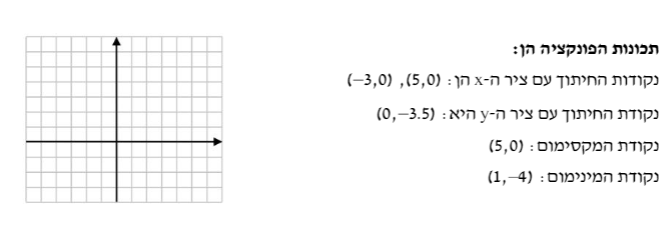 תכונות הפונקציה הן:
נקודות החיתוך עם ציר ה-x הן: (5,0), (−3,0)
נקודת החיתוך עם ציר ה-y היא: (0,−3.5)
נקודת המקסימום: (5,0)
נקודת המינימום: (1,−4)